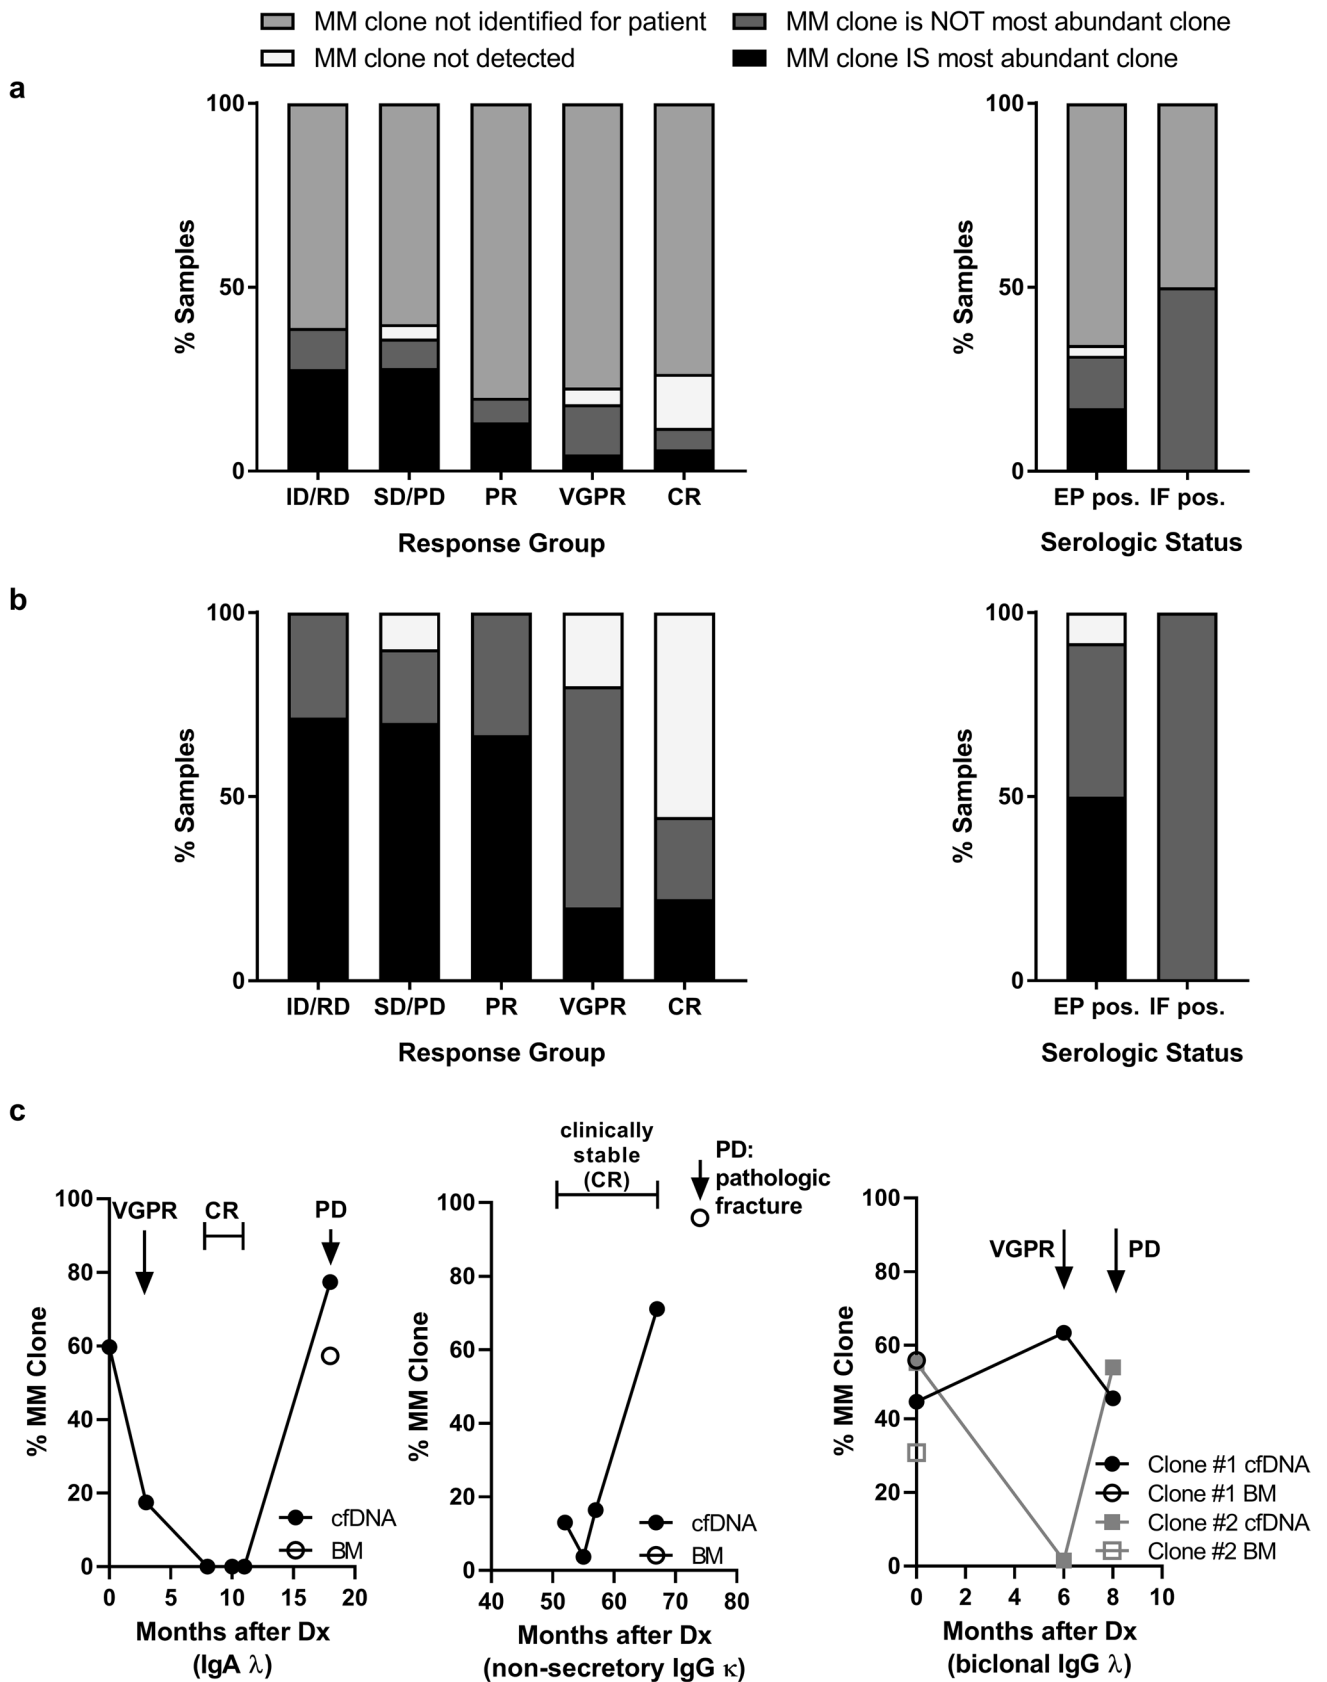 MM clone not identified for patient
MM clone is NOT most abundant clone
MM clone not detected
MM clone IS most abundant clone
a
100
50
0
% Samples
ID/RD SD/PD PR VGPR CR
Response Group
100
50
0
% Samples
EP pos. IF pos.
Serologic Status
b
100
50
0
% Samples
ID/RD SD/PD PR VGPR CR
Response Group
100
50
0
% Samples
EP pos. IF pos.
Serologic Status
c
100
80
60
40
20
0
% MM Clone
VGPR
CR
PD
cfDNA
BM
0 5 10 15 20
Months after Dx
(IgA λ)
clinically
stable
(CR)
PD:
pathologic
fracture
100
80
60
40
20
0
% MM Clone
cfDNA
BM
40 50 60 70 80
Months after Dx
(non-secretory IgG κ)
100
80
60
40
20
0
% MM Clone
VGPR
PD
Clone #1 cfDNA
Clone #1 BM
Clone #2 cfDNA
Clone #2 BM
0 2 4 6 8 10
Months after Dx
(biclonal IgG λ)